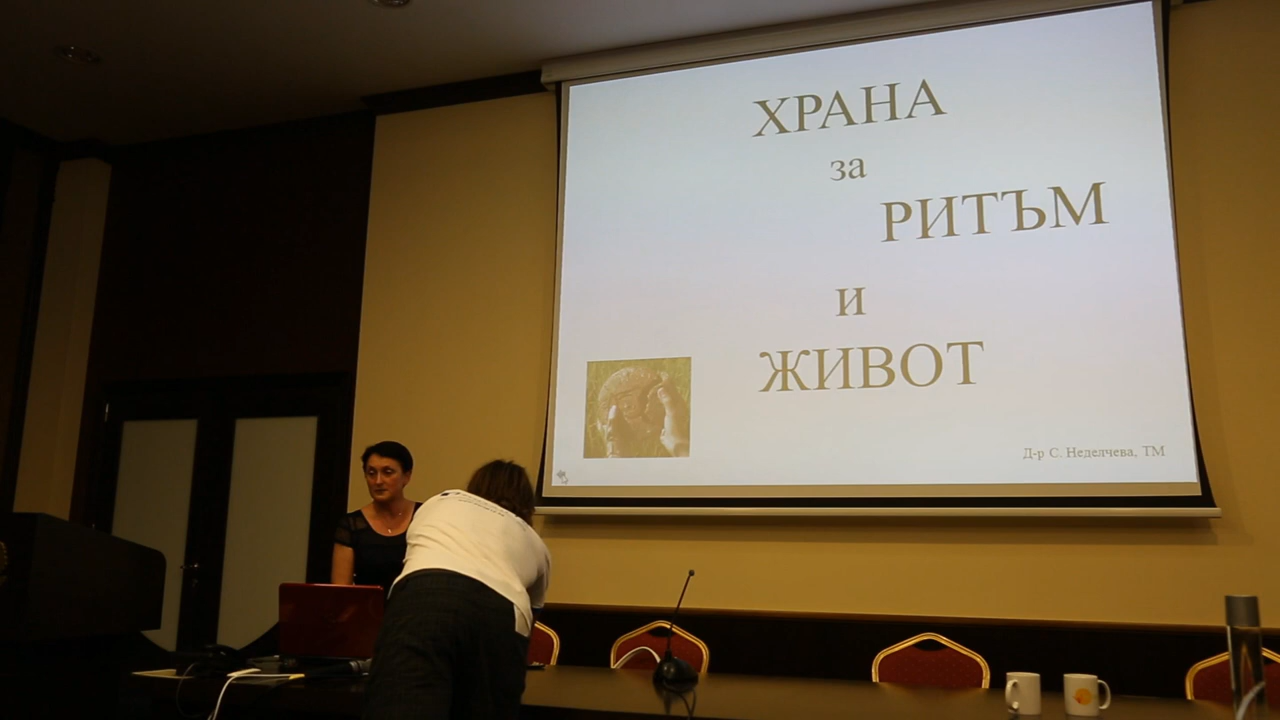 ХРАНА
за
РИТЪМ
и
ЖИВОТ
Д-р С. Неделчева, ТМ